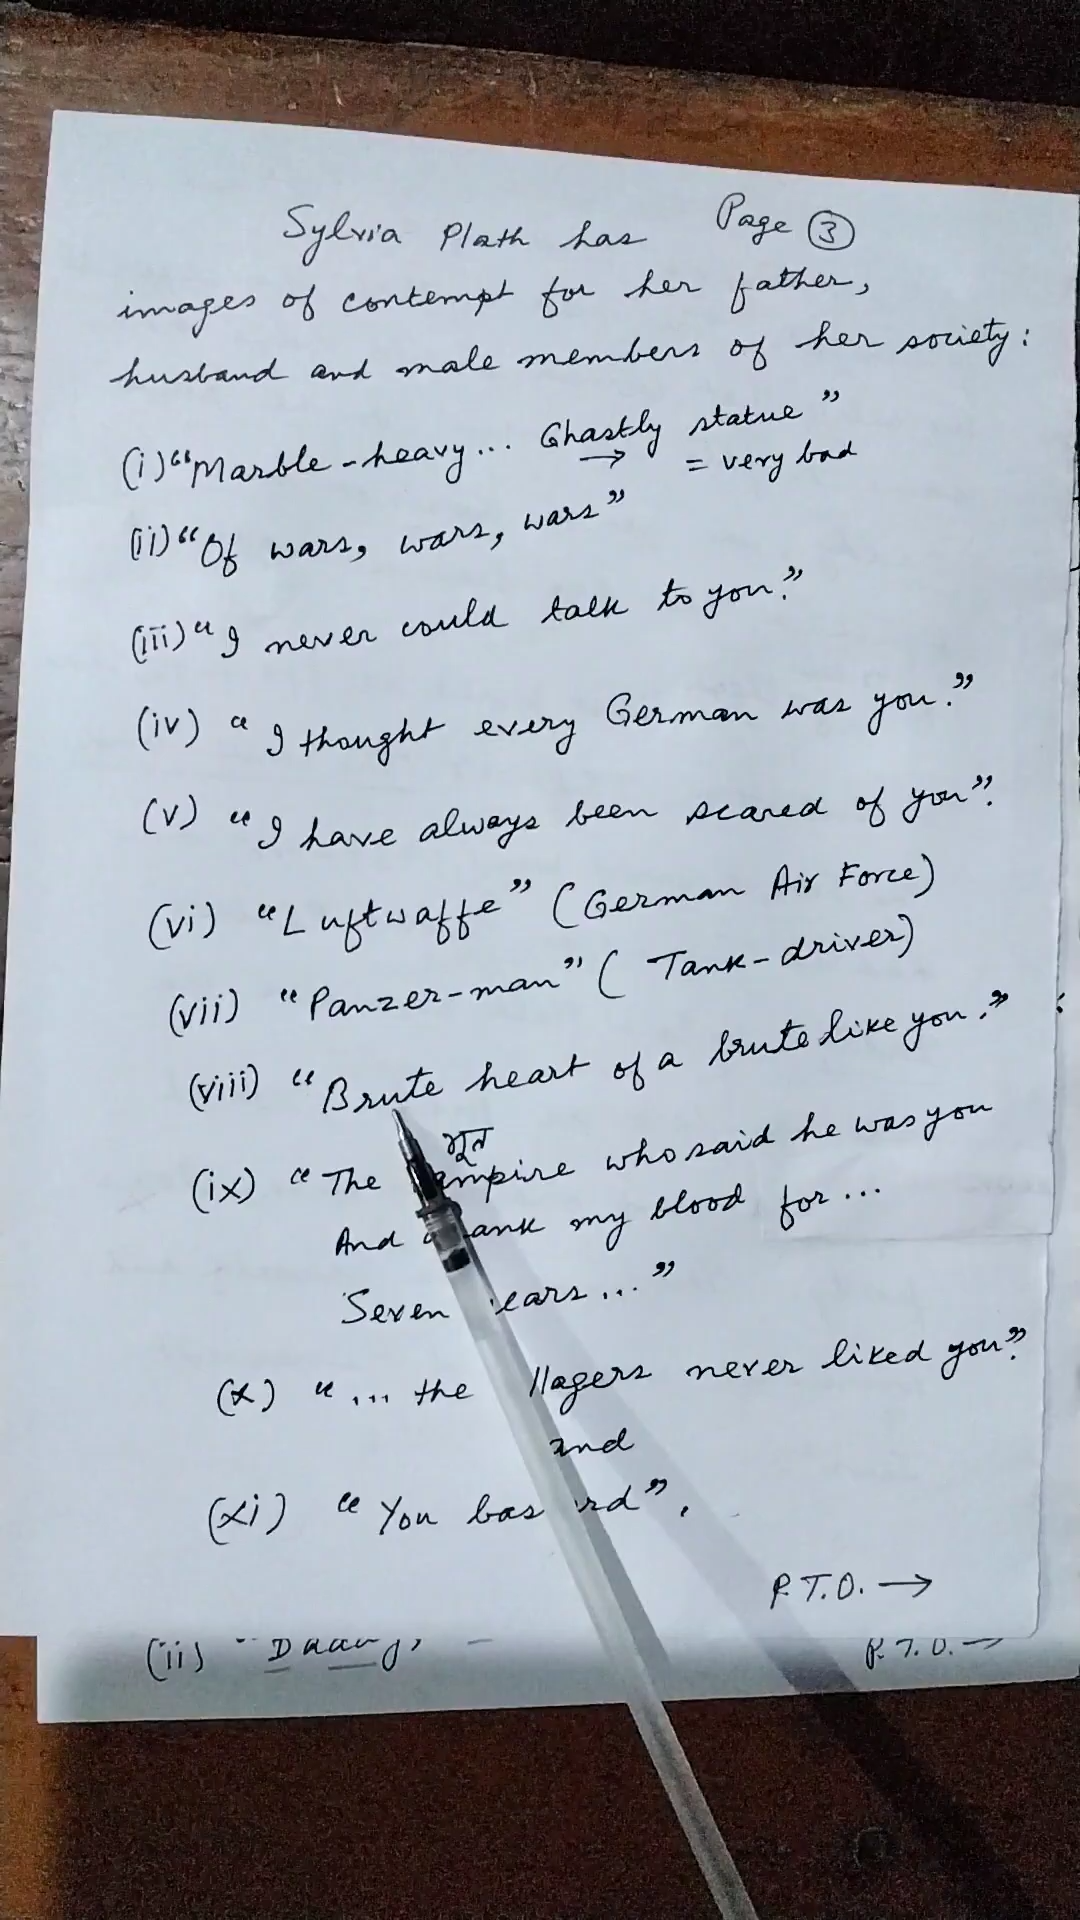 Sylvia Plath has Page ③
images of contempt for her father,
husband and male members of her society:
(i) “Marble-heavy... Ghastly statue”
→ = very bad
(ii) “Of wars, wars, wars”
(iii) “I never could talk to you.”
(iv) “I thought every German was you.”
(v) “I have always been scared of you”.
(vi) “Luftwaffe” (German Air Force)
(vii) “Panzer-man” (Tank-driver)
(viii) “Brute heart of a brute like you.”
भूत
(ix) “The ampire who said he was you
And ank my blood for...
Seven ears...”
(x) “... the llagers never liked you”
and
(xi) “You bas rd”.
P.T.O. →
(ii) “Daddy,
P.T.O. →